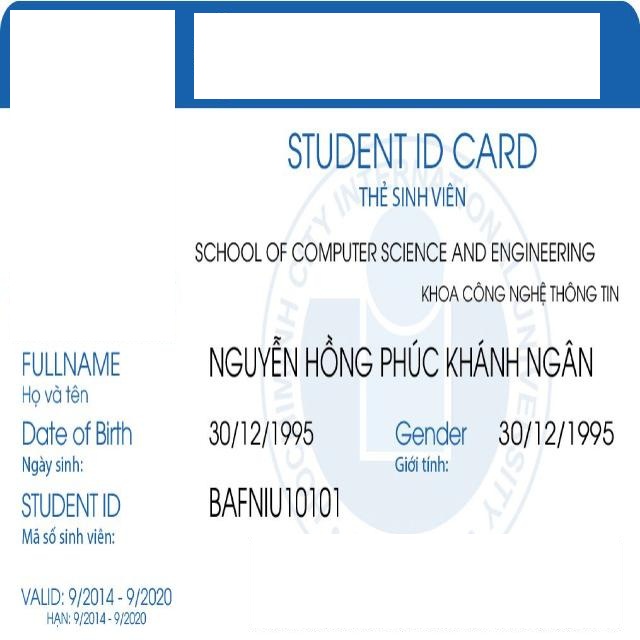 STUDENT ID CARD
THẺ SINH VIÊN
SCHOOL OF COMPUTER SCIENCE AND ENGINEERING
KHOA CÔNG NGHỆ THÔNG TIN
FULLNAME NGUYỄN HỒNG PHÚC KHÁNH NGÂN
Họ và tên
Date of Birth 30/12/1995 Gender 30/12/1995
Ngày sinh: Giới tính:
STUDENT ID BAFNIU10101
Mã số sinh viên:
VALID: 9/2014 - 9/2020
HẠN: 9/2014 - 9/2020